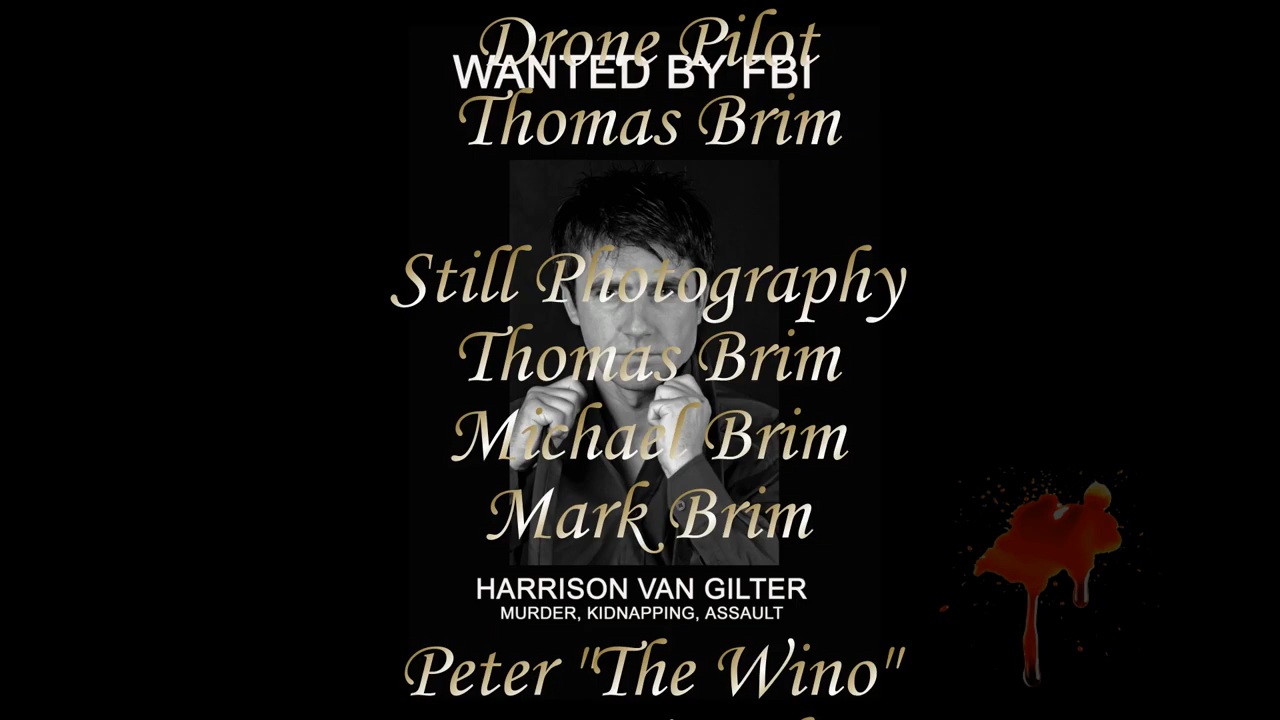 Drone Pilot
WANTED BY FBI
Thomas Brim
Still Photography
Thomas Brim
Michael Brim
Mark Brim
HARRISON VAN GILTER
MURDER, KIDNAPPING, ASSAULT
Peter "The Wino"